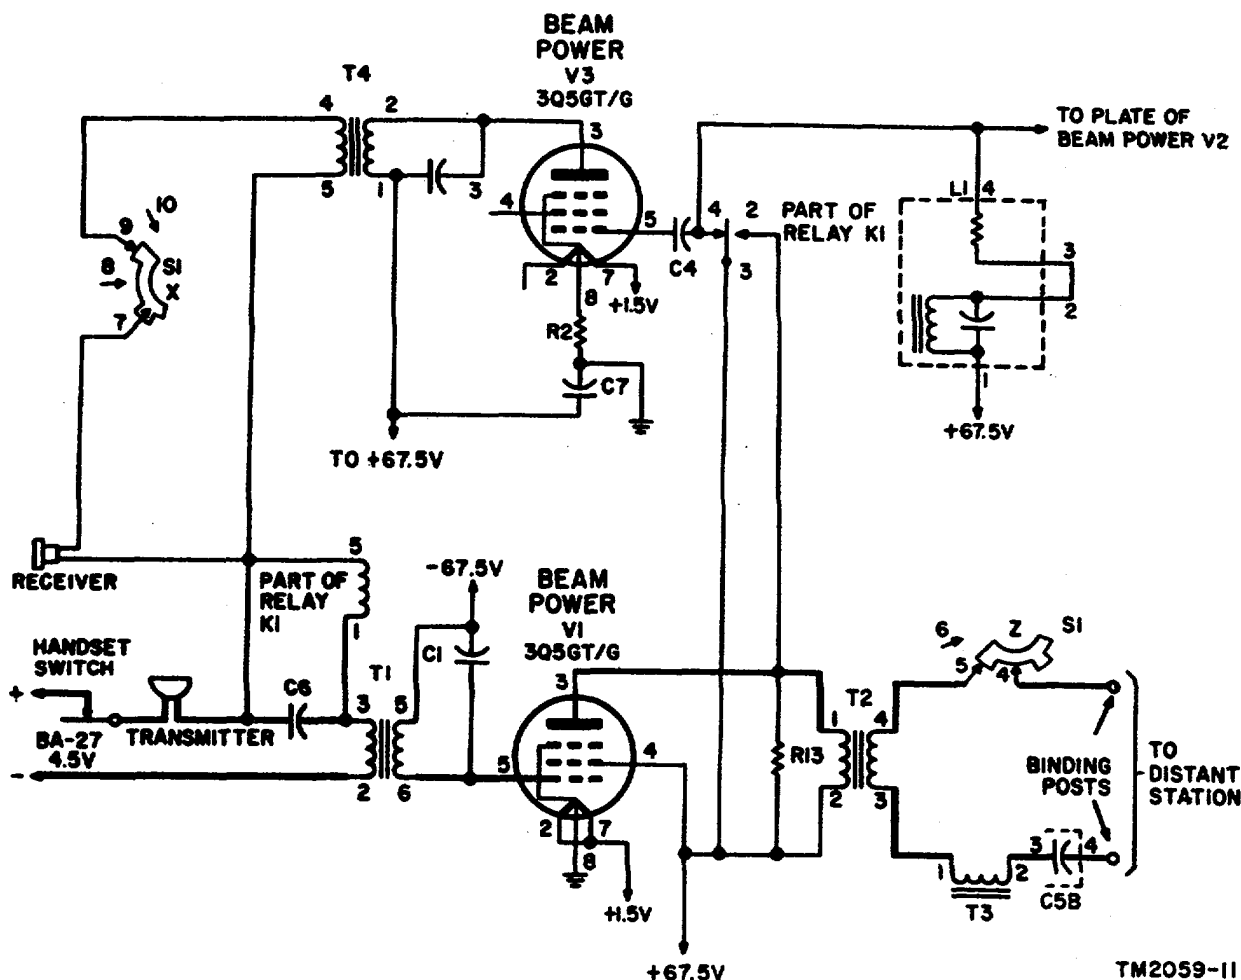 BEAM
POWER
V3
3Q5GT/G
T4
4
2
3
5
1
3
4
5
4
2
C4
3
2
7
8
+1.5V
R2
C7
TO +67.5V
PART OF
RELAY K1
TO PLATE OF
BEAM POWER V2
L1
4
3
2
1
+67.5V
10
9
8
S1
X
7
RECEIVER
PART OF
RELAY
K1
5
1
HANDSET
SWITCH
+
BA-27
4.5V
-
TRANSMITTER
C6
T1
3
5
2
6
-67.5V
C1
BEAM
POWER
V1
3Q5GT/G
3
5
4
2
7
8
+1.5V
+67.5V
R13
T2
1
4
2
3
6
Z
S1
5
4
BINDING
POSTS
TO
DISTANT
STATION
1
2
T3
3
4
C5B
TM2059-11